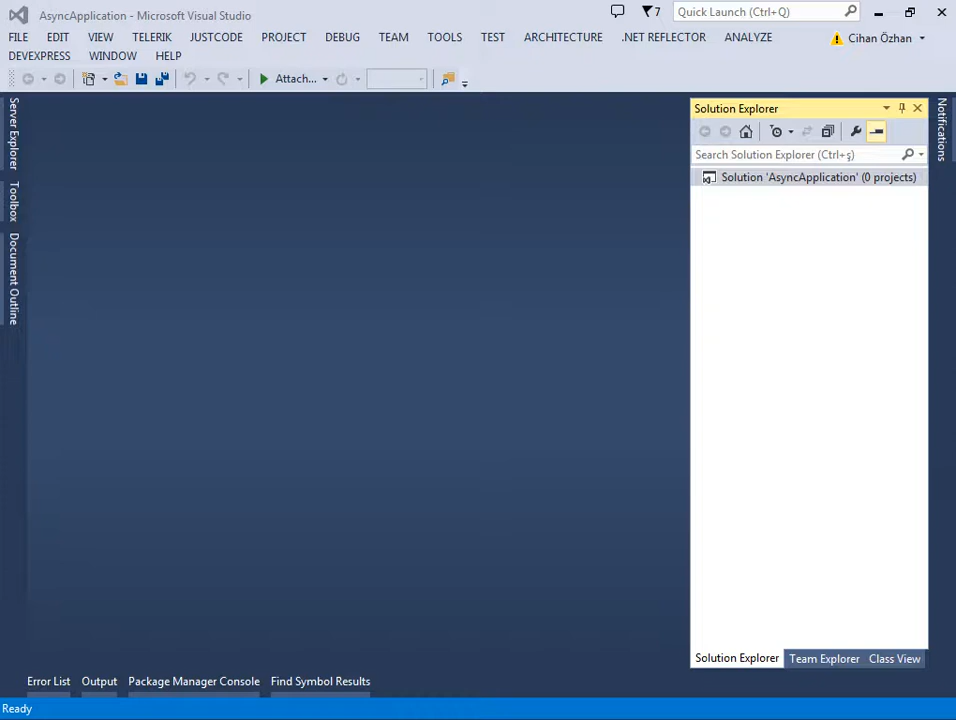 AsyncApplication - Microsoft Visual Studio
7
Quick Launch (Ctrl+Q)
FILE EDIT VIEW TELERIK JUSTCODE PROJECT DEBUG TEAM TOOLS TEST ARCHITECTURE .NET REFLECTOR ANALYZE
Cihan Özhan
DEVEXPRESS WINDOW HELP
Attach...
Server Explorer
Toolbox
Document Outline
Solution Explorer
Search Solution Explorer (Ctrl+ş)
Solution 'AsyncApplication' (0 projects)
Notifications
Solution Explorer Team Explorer Class View
Error List Output Package Manager Console Find Symbol Results
Ready